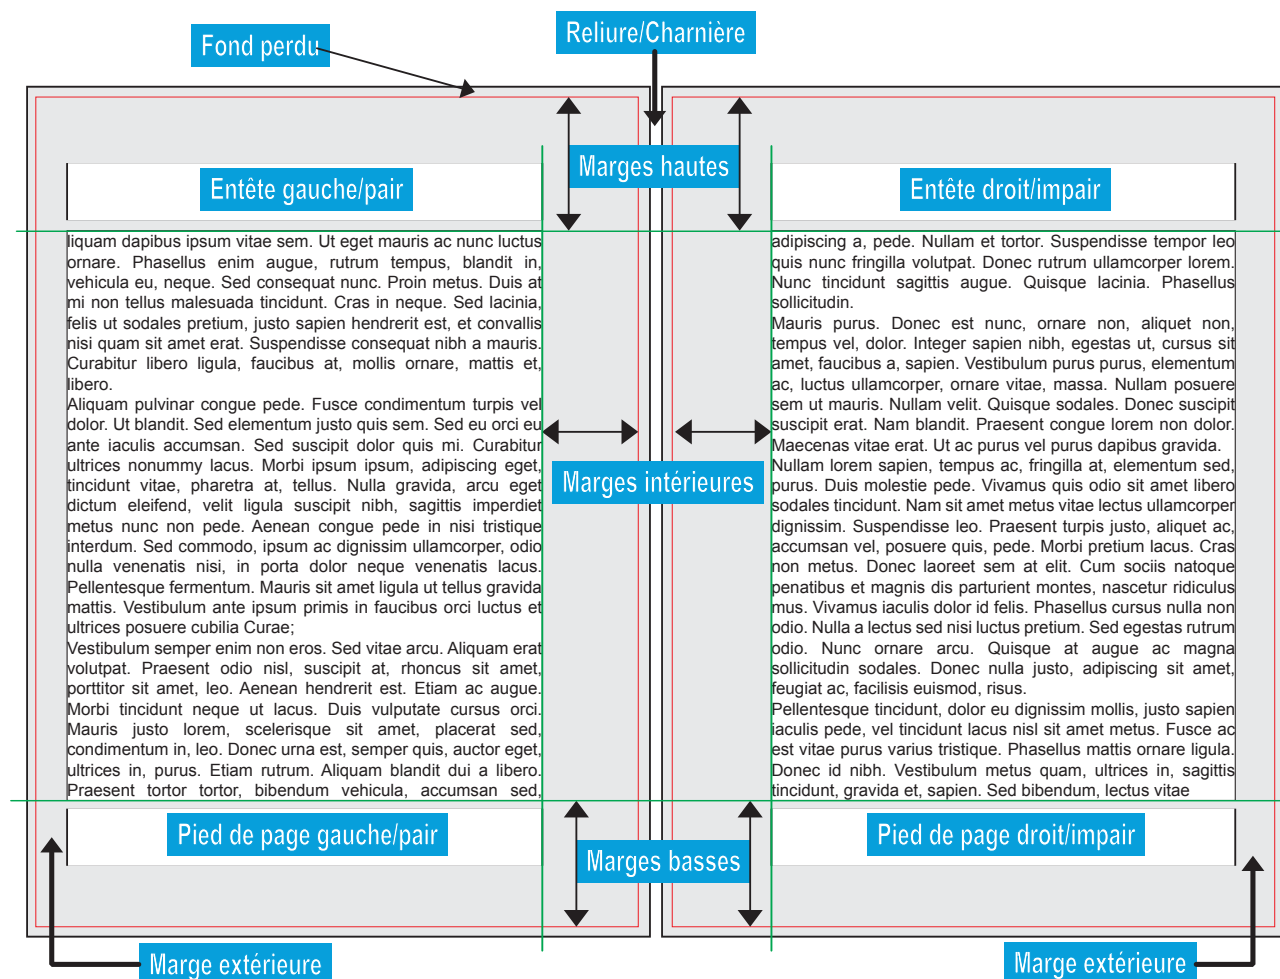 Reliure/Charnière
Fond perdu
Marges hautes
Entête gauche/pair
Entête droit/impair
liquam dapibus ipsum vitae sem. Ut eget mauris ac nunc luctus
ornare. Phasellus enim augue, rutrum tempus, blandit in,
vehicula eu, neque. Sed consequat nunc. Proin metus. Duis at
mi non tellus malesuada tincidunt. Cras in neque. Sed lacinia,
felis ut sodales pretium, justo sapien hendrerit est, et convallis
nisi quam sit amet erat. Suspendisse consequat nibh a mauris.
Curabitur libero ligula, faucibus at, mollis ornare, mattis et,
libero.
Aliquam pulvinar congue pede. Fusce condimentum turpis vel
dolor. Ut blandit. Sed elementum justo quis sem. Sed eu orci eu
ante iaculis accumsan. Sed suscipit dolor quis mi. Curabitur
ultrices nonummy lacus. Morbi ipsum ipsum, adipiscing eget,
tincidunt vitae, pharetra at, tellus. Nulla gravida, arcu eget
dictum eleifend, velit ligula suscipit nibh, sagittis imperdiet
metus nunc non pede. Aenean congue pede in nisi tristique
interdum. Sed commodo, ipsum ac dignissim ullamcorper, odio
nulla venenatis nisi, in porta dolor neque venenatis lacus.
Pellentesque fermentum. Mauris sit amet ligula ut tellus gravida
mattis. Vestibulum ante ipsum primis in faucibus orci luctus et
ultrices posuere cubilia Curae;
Vestibulum semper enim non eros. Sed vitae arcu. Aliquam erat
volutpat. Praesent odio nisl, suscipit at, rhoncus sit amet,
porttitor sit amet, leo. Aenean hendrerit est. Etiam ac augue.
Morbi tincidunt neque ut lacus. Duis vulputate cursus orci.
Mauris justo lorem, scelerisque sit amet, placerat sed,
condimentum in, leo. Donec urna est, semper quis, auctor eget,
ultrices in, purus. Etiam rutrum. Aliquam blandit dui a libero.
Praesent tortor tortor, bibendum vehicula, accumsan sed,
Marges intérieures
adipiscing a, pede. Nullam et tortor. Suspendisse tempor leo
quis nunc fringilla volutpat. Donec rutrum ullamcorper lorem.
Nunc tincidunt sagittis augue. Quisque lacinia. Phasellus
sollicitudin.
Mauris purus. Donec est nunc, ornare non, aliquet non,
tempus vel, dolor. Integer sapien nibh, egestas ut, cursus sit
amet, faucibus a, sapien. Vestibulum purus purus, elementum
ac, luctus ullamcorper, ornare vitae, massa. Nullam posuere
sem ut mauris. Nullam velit. Quisque sodales. Donec suscipit
suscipit erat. Nam blandit. Praesent congue lorem non dolor.
Maecenas vitae erat. Ut ac purus vel purus dapibus gravida.
Nullam lorem sapien, tempus ac, fringilla at, elementum sed,
purus. Duis molestie pede. Vivamus quis odio sit amet libero
sodales tincidunt. Nam sit amet metus vitae lectus ullamcorper
dignissim. Suspendisse leo. Praesent turpis justo, aliquet ac,
accumsan vel, posuere quis, pede. Morbi pretium lacus. Cras
non metus. Donec laoreet sem at elit. Cum sociis natoque
penatibus et magnis dis parturient montes, nascetur ridiculus
mus. Vivamus iaculis dolor id felis. Phasellus cursus nulla non
odio. Nulla a lectus sed nisi luctus pretium. Sed egestas rutrum
odio. Nunc ornare arcu. Quisque at augue ac magna
sollicitudin sodales. Donec nulla justo, adipiscing sit amet,
feugiat ac, facilisis euismod, risus.
Pellentesque tincidunt, dolor eu dignissim mollis, justo sapien
iaculis pede, vel tincidunt lacus nisl sit amet metus. Fusce ac
est vitae purus varius tristique. Phasellus mattis ornare ligula.
Donec id nibh. Vestibulum metus quam, ultrices in, sagittis
tincidunt, gravida et, sapien. Sed bibendum, lectus vitae
Pied de page gauche/pair
Pied de page droit/impair
Marges basses
Marge extérieure
Marge extérieure